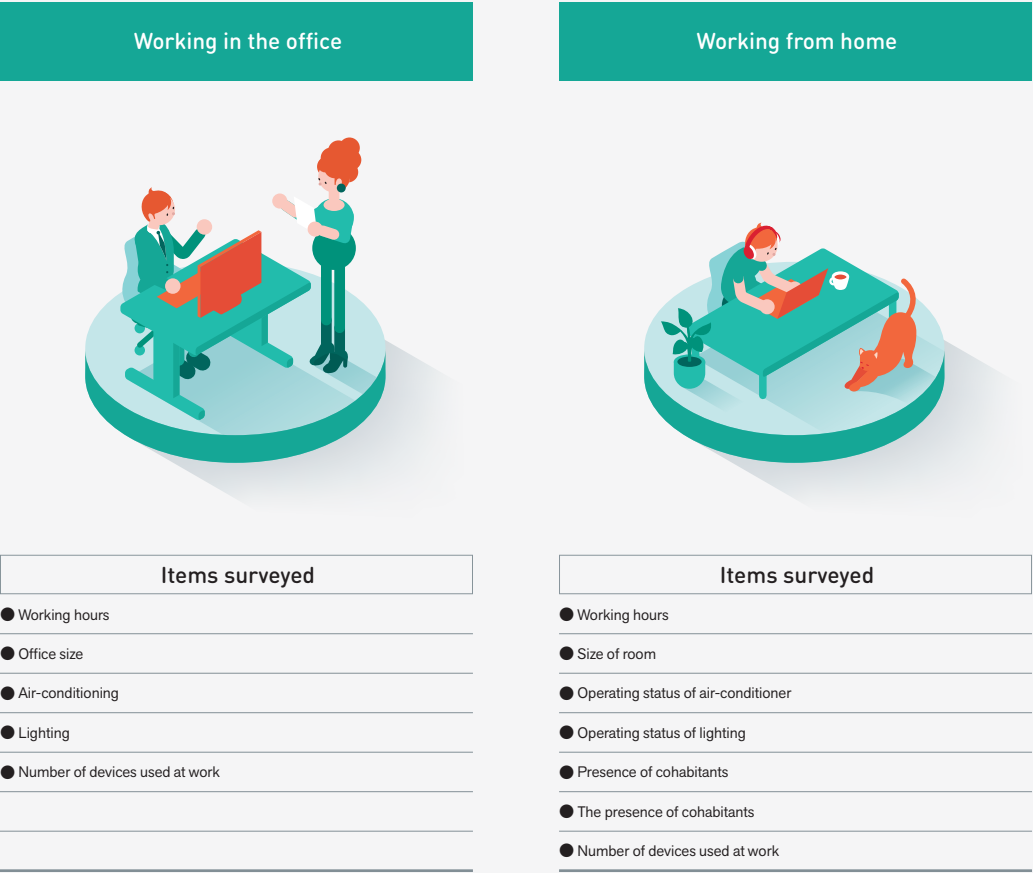 Working in the office
Items surveyed
● Working hours
● Office size
● Air-conditioning
● Lighting
● Number of devices used at work
Working from home
Items surveyed
● Working hours
● Size of room
● Operating status of air-conditioner
● Operating status of lighting
● Presence of cohabitants
● The presence of cohabitants
● Number of devices used at work